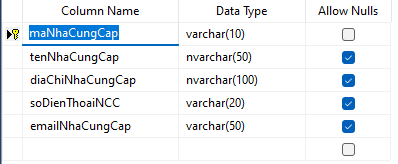 Column Name Data Type Allow Nulls
maNhaCungCap varchar(10)
tenNhaCungCap nvarchar(50)
diaChiNhaCungCap nvarchar(100)
soDienThoaiNCC varchar(20)
emailNhaCungCap varchar(50)